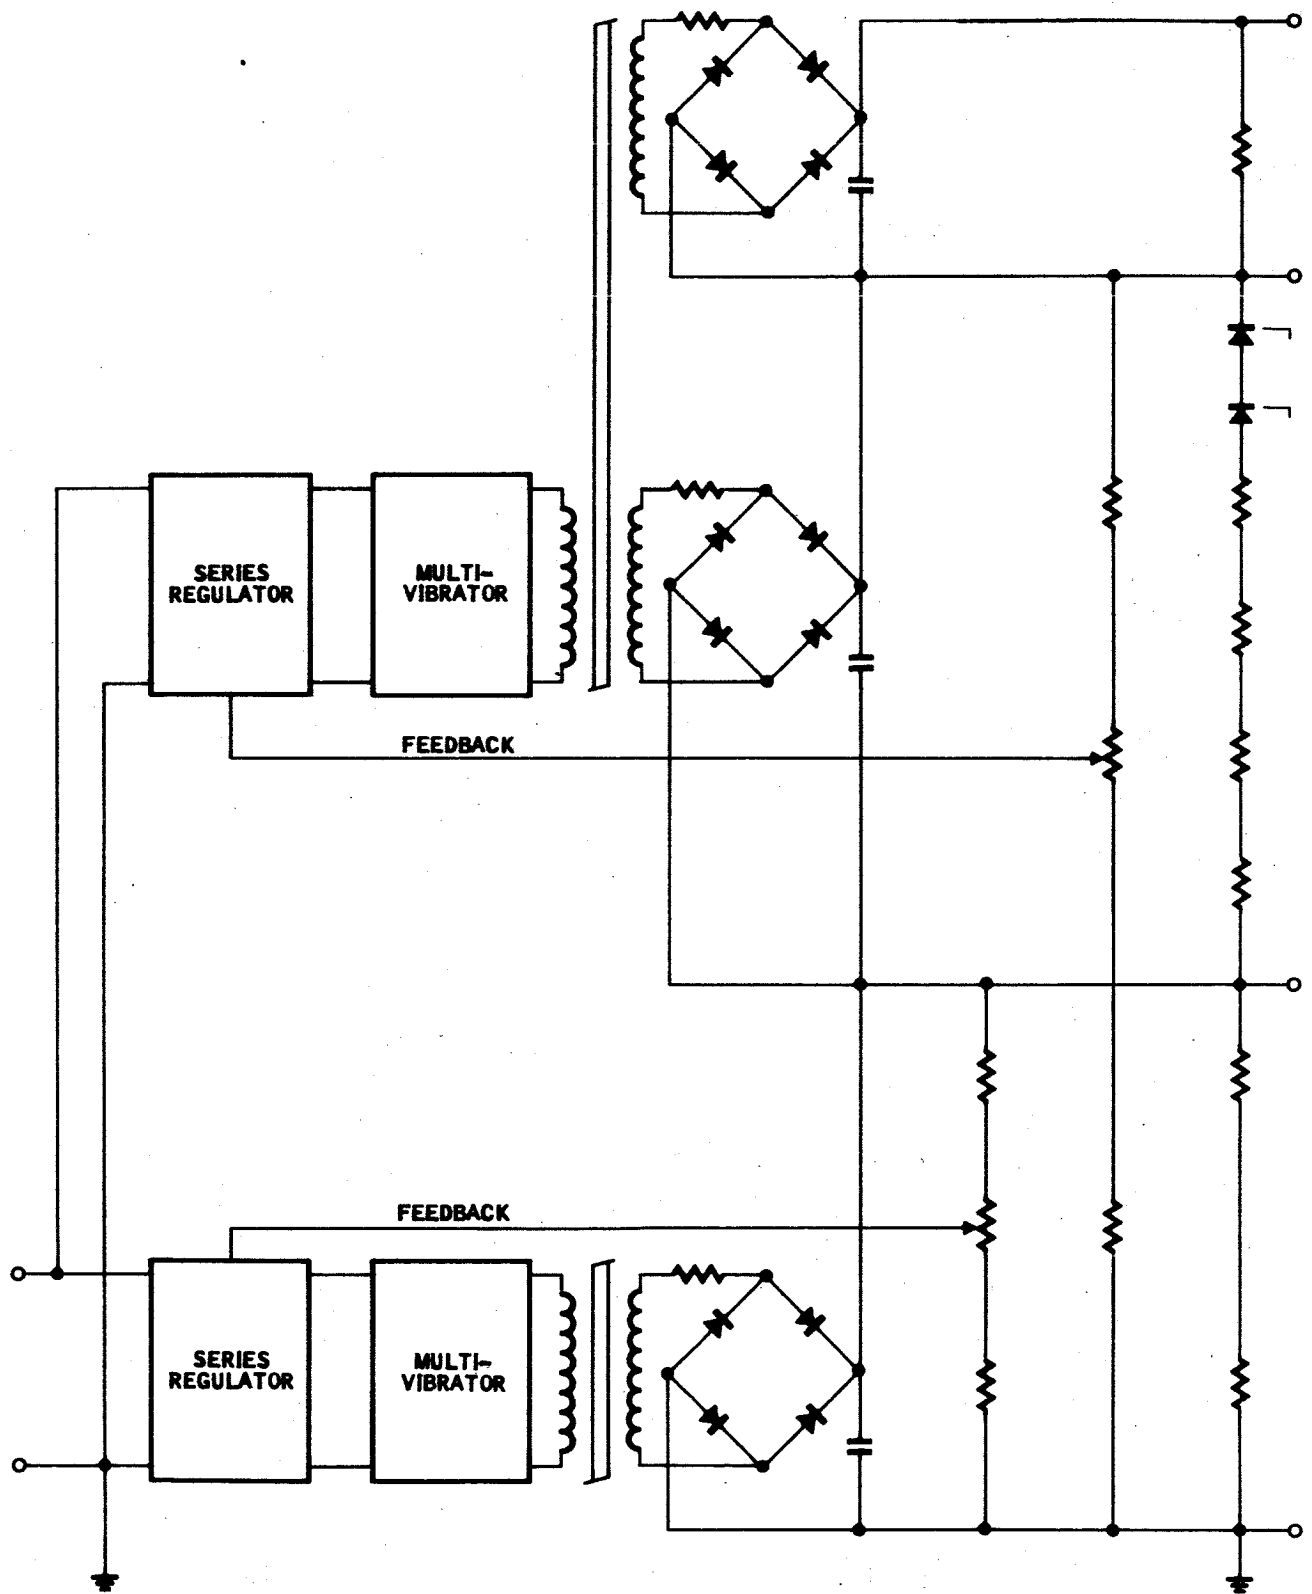 SERIES
REGULATOR
MULTI-
VIBRATOR
FEEDBACK
FEEDBACK
SERIES
REGULATOR
MULTI-
VIBRATOR